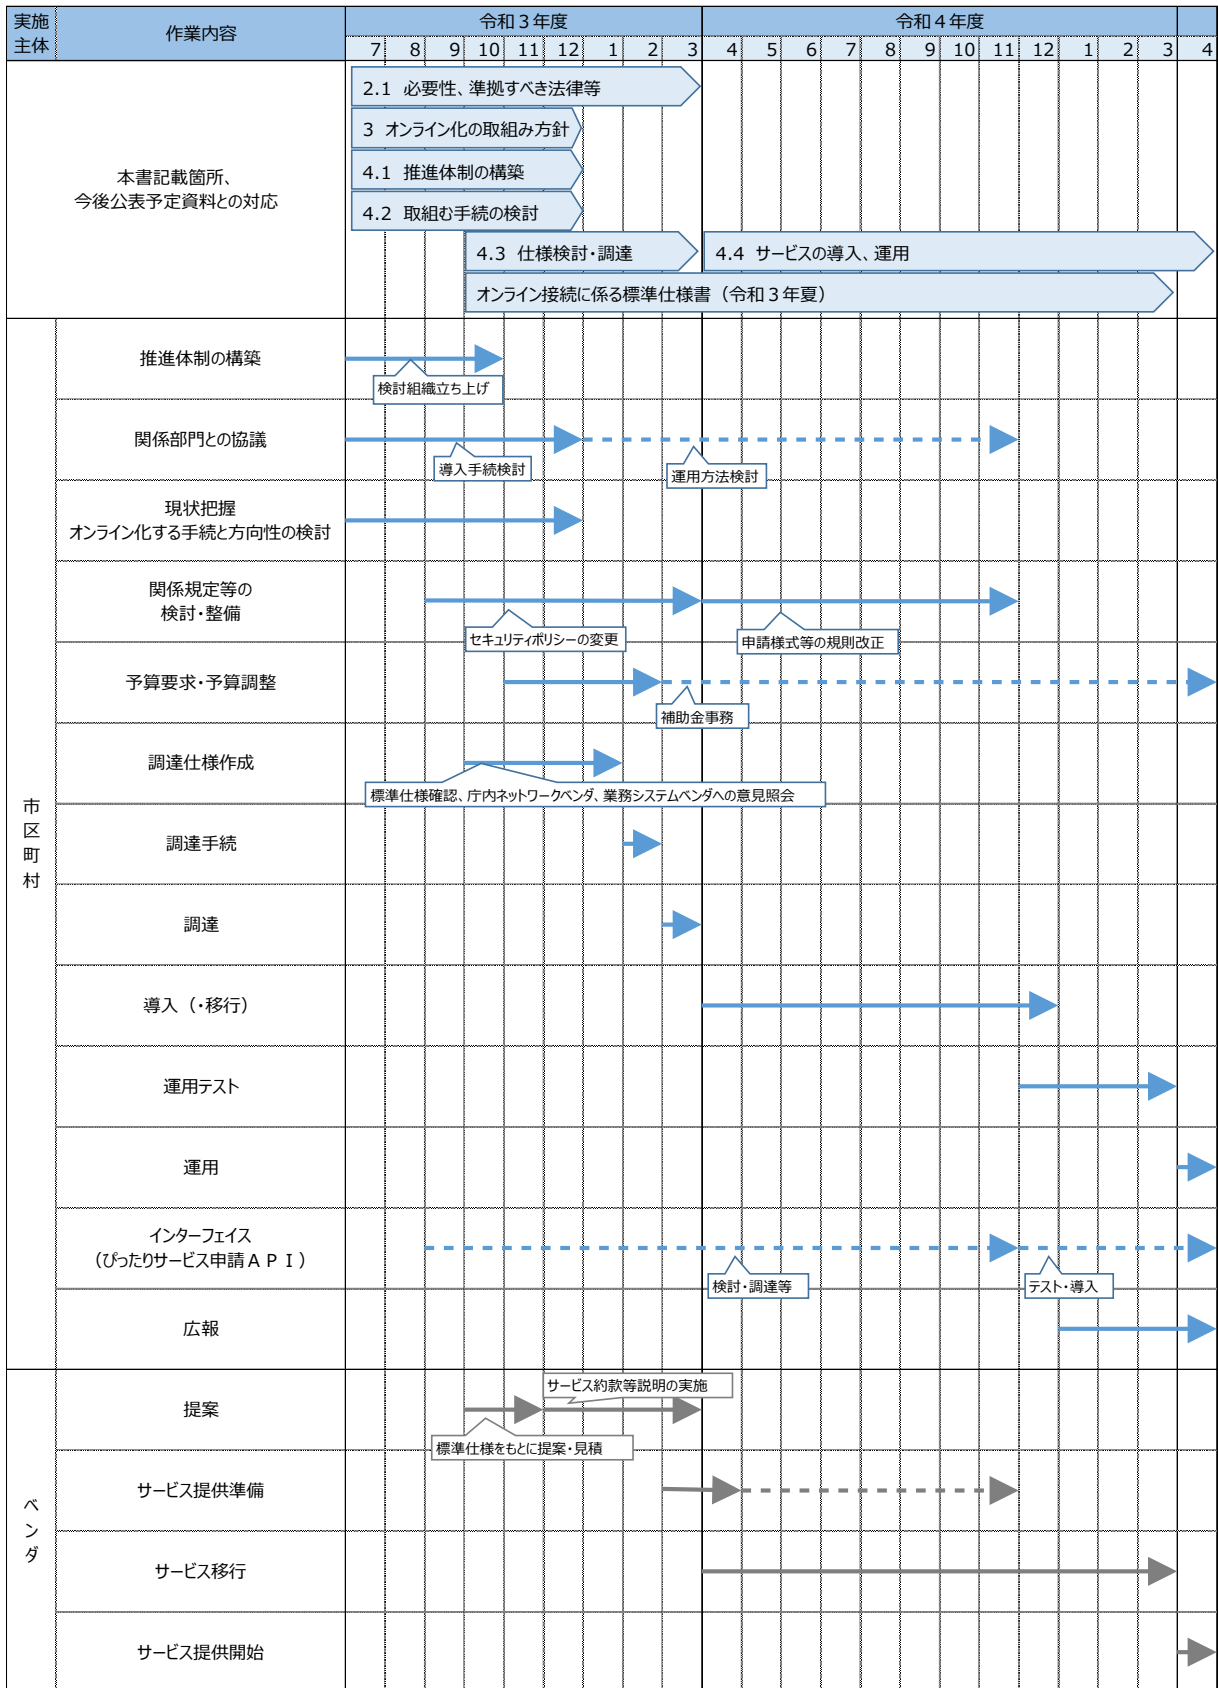 実施
主体
作業内容
令和３年度
令和４年度
7 8 9 10 11 12 1 2 3 4 5 6 7 8 9 10 11 12 1 2 3 4
本書記載箇所、
今後公表予定資料との対応
2.1 必要性、準拠すべき法律等
3 オンライン化の取組み方針
4.1 推進体制の構築
4.2 取組む手続の検討
4.3 仕様検討・調達
4.4 サービスの導入、運用
オンライン接続に係る標準仕様書（令和３年夏）
市区町村
推進体制の構築
検討組織立ち上げ
関係部門との協議
導入手続検討
運用方法検討
現状把握
オンライン化する手続と方向性の検討
関係規定等の
検討・整備
セキュリティポリシーの変更
申請様式等の規則改正
予算要求・予算調整
補助金事務
調達仕様作成
標準仕様確認、庁内ネットワークベンダ、業務システムベンダへの意見照会
調達手続
調達
導入（・移行）
運用テスト
運用
インターフェイス
（ぴったりサービス申請ＡＰＩ）
検討・調達等
テスト・導入
広報
ベンダ
提案
サービス約款等説明の実施
標準仕様をもとに提案・見積
サービス提供準備
サービス移行
サービス提供開始